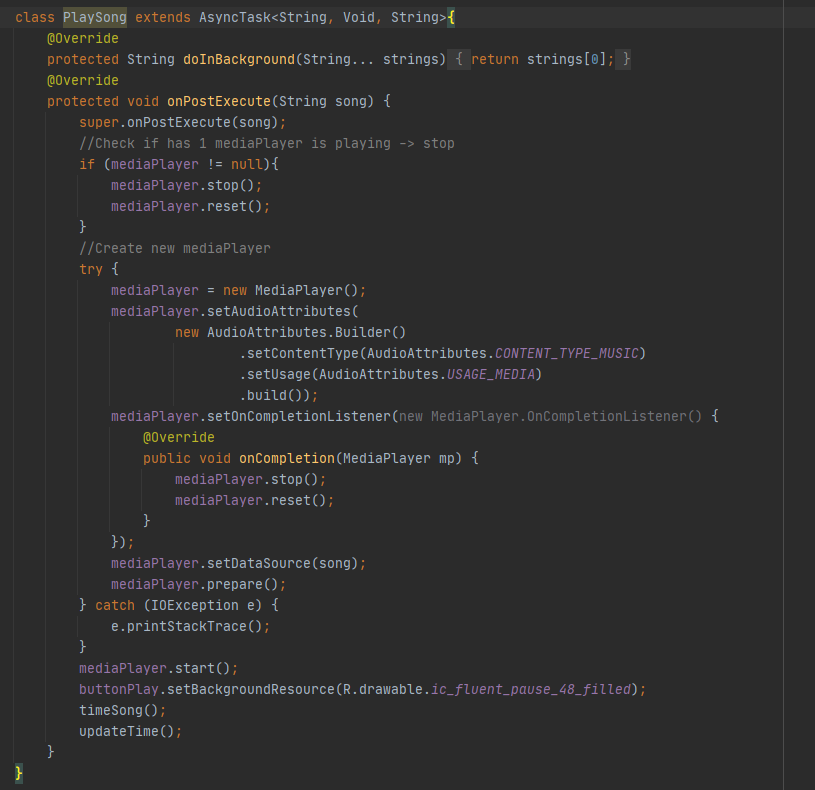 class PlaySong extends AsyncTask<String, Void, String>{
    @Override
    protected String doInBackground(String... strings) { return strings[0]; }
    @Override
    protected void onPostExecute(String song) {
        super.onPostExecute(song);
        //Check if has 1 mediaPlayer is playing -> stop
        if (mediaPlayer != null){
            mediaPlayer.stop();
            mediaPlayer.reset();
        }
        //Create new mediaPlayer
        try {
            mediaPlayer = new MediaPlayer();
            mediaPlayer.setAudioAttributes(
                    new AudioAttributes.Builder()
                            .setContentType(AudioAttributes.CONTENT_TYPE_MUSIC)
                            .setUsage(AudioAttributes.USAGE_MEDIA)
                            .build());
            mediaPlayer.setOnCompletionListener(new MediaPlayer.OnCompletionListener() {
                @Override
                public void onCompletion(MediaPlayer mp) {
                    mediaPlayer.stop();
                    mediaPlayer.reset();
                }
            });
            mediaPlayer.setDataSource(song);
            mediaPlayer.prepare();
        } catch (IOException e) {
            e.printStackTrace();
        }
        mediaPlayer.start();
        buttonPlay.setBackgroundResource(R.drawable.ic_fluent_pause_48_filled);
        timeSong();
        updateTime();
    }
}